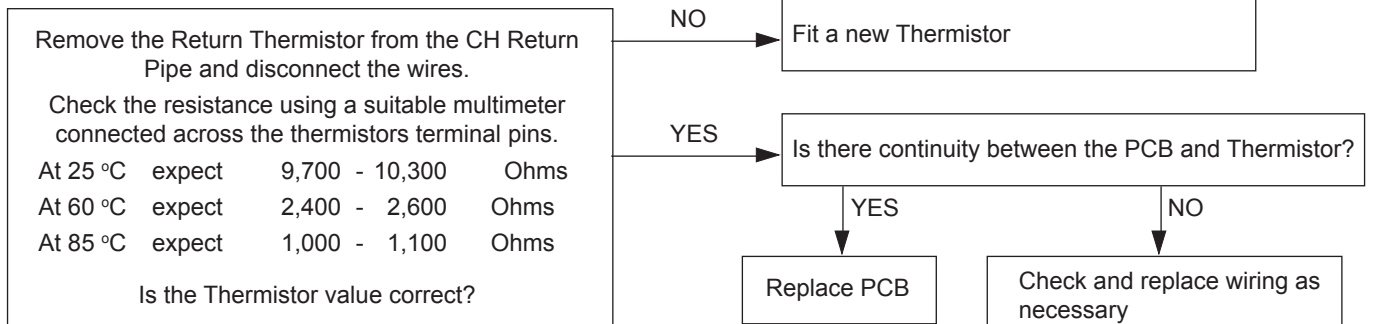 Remove the Return Thermistor from the CH Return
Pipe and disconnect the wires.
Check the resistance using a suitable multimeter
connected across the thermistors terminal pins.
At 25 °C expect 9,700 - 10,300 Ohms
At 60 °C expect 2,400 - 2,600 Ohms
At 85 °C expect 1,000 - 1,100 Ohms
Is the Thermistor value correct?
NO
Fit a new Thermistor
YES
Is there continuity between the PCB and Thermistor?
YES
NO
Replace PCB
Check and replace wiring as
necessary